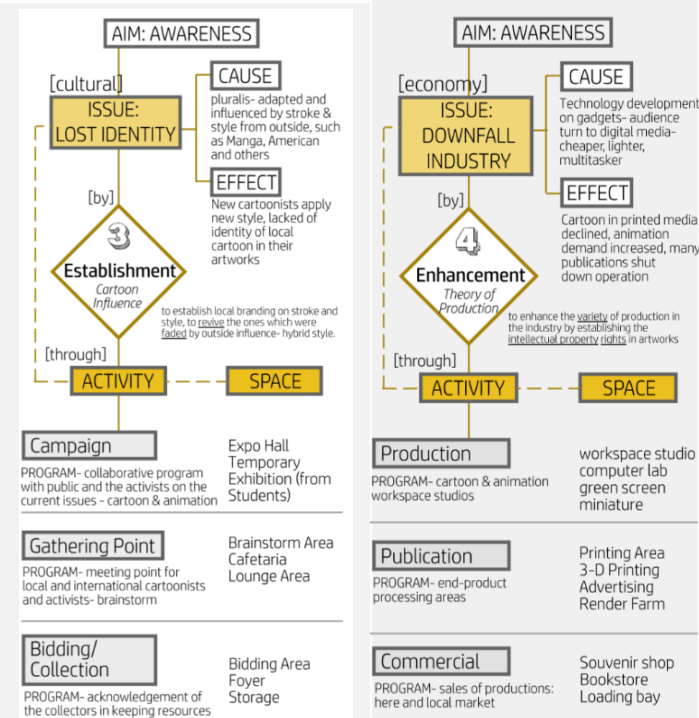 AIM: AWARENESS
[cultural]
ISSUE:
LOST IDENTITY
CAUSE
pluralis- adapted and
influenced by stroke &
style from outside, such
as Manga, American
and others
EFFECT
New cartoonists apply
new style, lacked of
identity of local
cartoon in their
artworks
[by]
3
Establishment
Cartoon
Influence
to establish local branding on stroke and
style, to revive the ones which were
faded by outside influence- hybrid style.
[through]
ACTIVITY
SPACE
Campaign
PROGRAM- collaborative program
with public and the activists on the
current issues - cartoon & animation
Expo Hall
Temporary
Exhibition (from
Students)
Gathering Point
PROGRAM- meeting point for
local and international cartoonists
and activists- brainstorm
Brainstorm Area
Cafetaria
Lounge Area
Bidding/
Collection
PROGRAM- acknowledgement of
the collectors in keeping resources
Bidding Area
Foyer
Storage
AIM: AWARENESS
[economy]
ISSUE:
DOWNFALL
INDUSTRY
CAUSE
Technology development
on gadgets- audience
turn to digital media-
cheaper, lighter,
multitasker
EFFECT
Cartoon in printed media
declined, animation
demand increased, many
publications shut
down operation
[by]
4
Enhancement
Theory of
Production
to enhance the variety of production in
the industry by establishing the
intellectual property rights in artworks
[through]
ACTIVITY
SPACE
Production
PROGRAM- cartoon & animation
workspace studios
workspace studio
computer lab
green screen
miniature
Publication
PROGRAM- end-product
processing areas
Printing Area
3-D Printing
Advertising
Render Farm
Commercial
PROGRAM- sales of productions:
here and local market
Souvenir shop
Bookstore
Loading bay